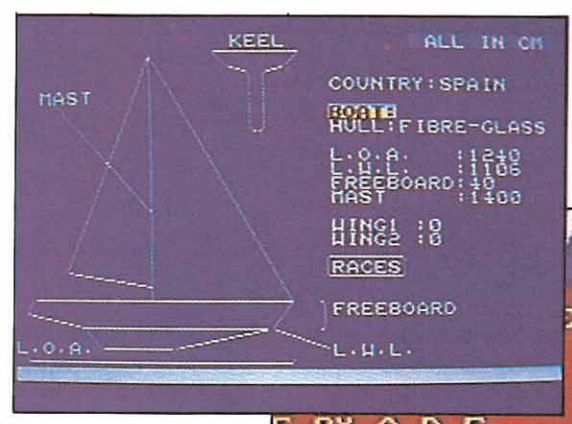 KEEL
ALL IN CM
MAST
COUNTRY:SPAIN
BOAT:
HULL:FIBRE-GLASS
L.O.A. :1240
L.W.L. :1106
FREEBOARD:40
MAST :1400
WING1 :0
WING2 :0
RACES
FREEBOARD
L.O.A.
L.W.L.